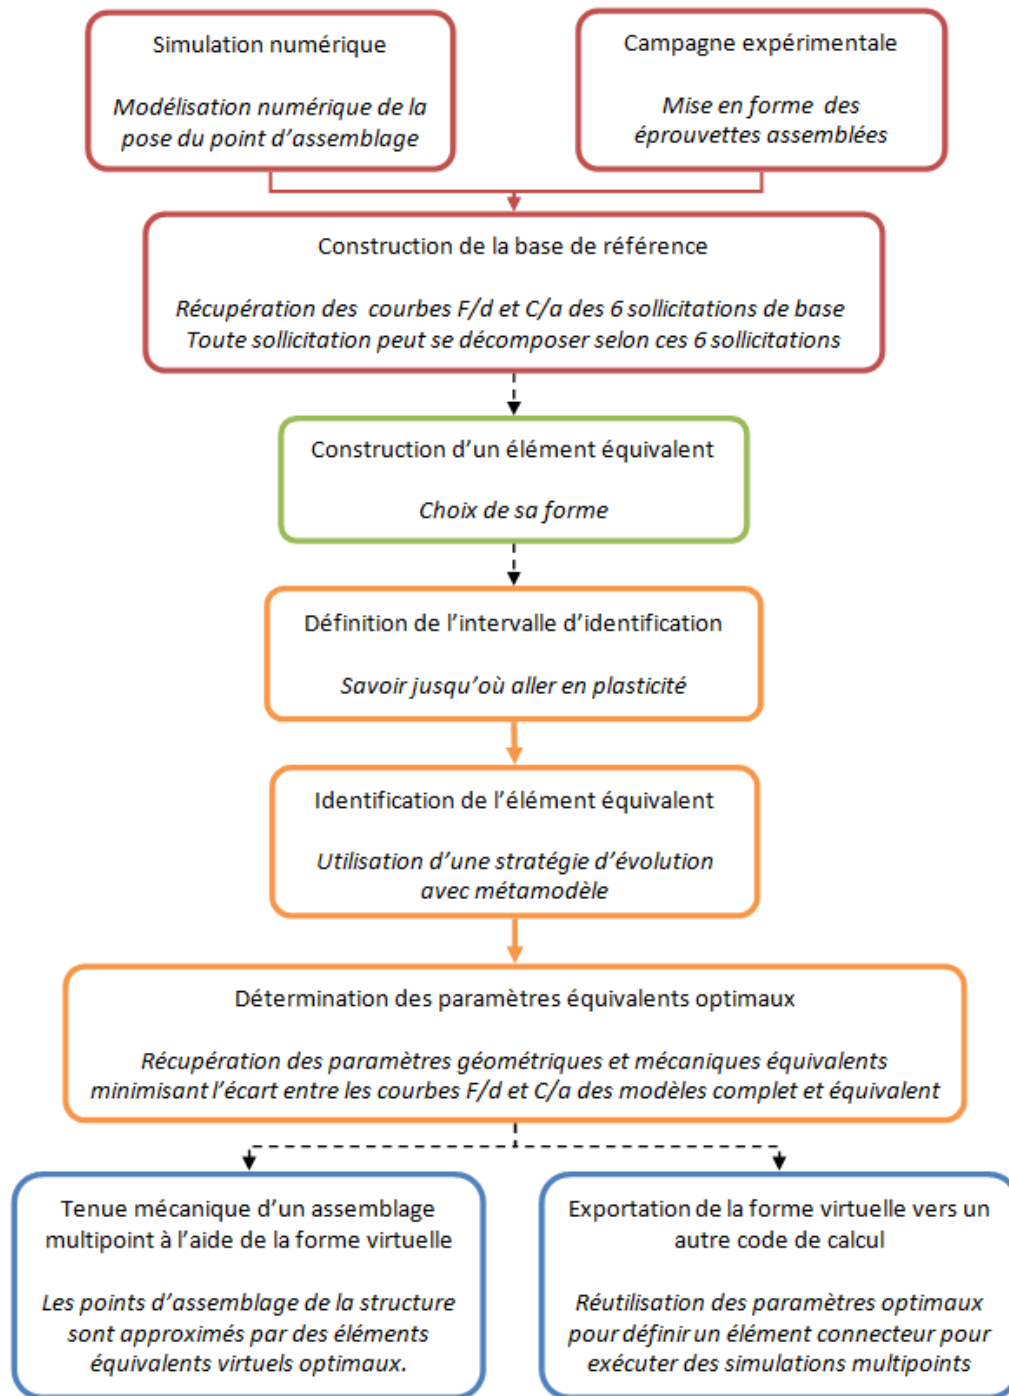 Simulation numérique
Modélisation numérique de la
pose du point d'assemblage
Campagne expérimentale
Mise en forme des
éprouvettes assemblées
Construction de la base de référence
Récupération des courbes F/d et C/a des 6 sollicitations de base
Toute sollicitation peut se décomposer selon ces 6 sollicitations
Construction d'un élément équivalent
Choix de sa forme
Définition de l'intervalle d'identification
Savoir jusqu'où aller en plasticité
Identification de l'élément équivalent
Utilisation d'une stratégie d'évolution
avec métamodèle
Détermination des paramètres équivalents optimaux
Récupération des paramètres géométriques et mécaniques équivalents
minimisant l'écart entre les courbes F/d et C/a des modèles complet et équivalent
Tenue mécanique d'un assemblage
multipoint à l'aide de la forme virtuelle
Les points d'assemblage de la structure
sont approximés par des éléments
équivalents virtuels optimaux.
Exportation de la forme virtuelle vers un
autre code de calcul
Réutilisation des paramètres optimaux
pour définir un élément connecteur pour
exécuter des simulations multipoints